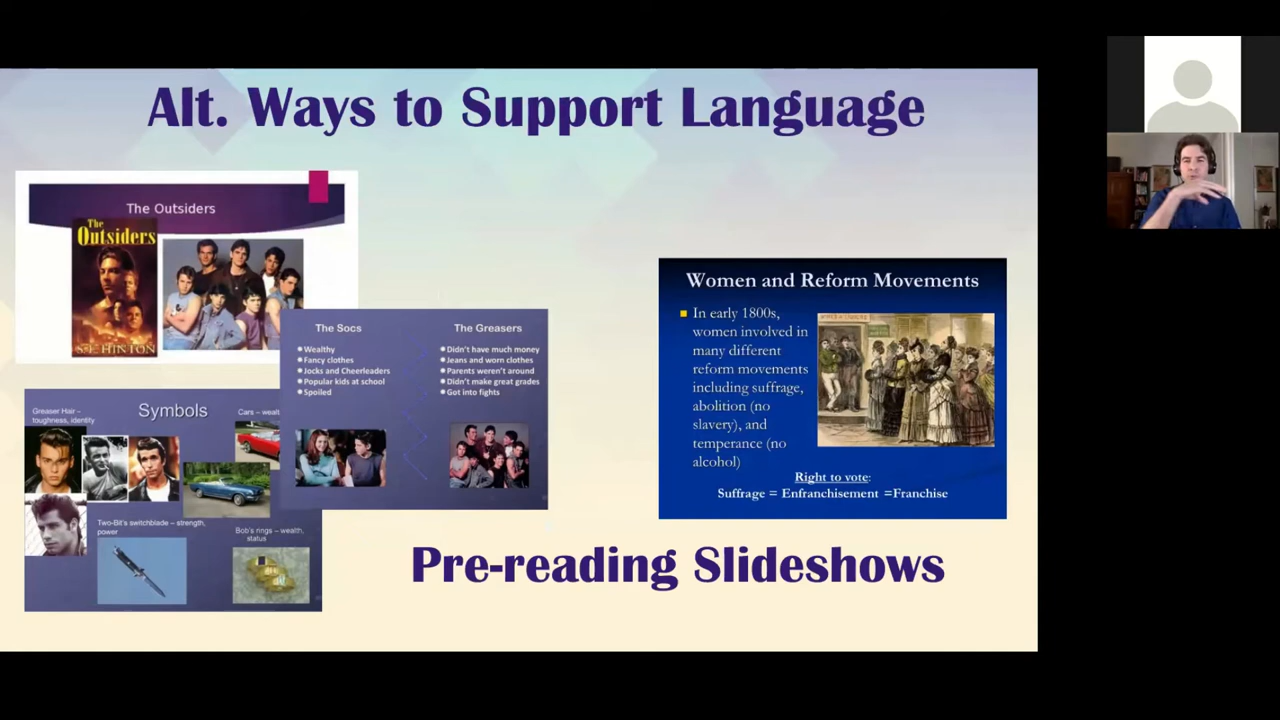 Alt. Ways to Support Language
The Outsiders
The
Outsiders
S.E. HINTON
The Socs
Wealthy
Fancy clothes
Jocks and Cheerleaders
Popular kids at school
Spoiled
The Greasers
Didn't have much money
Jeans and worn clothes
Parents weren't around
Didn't make great grades
Got into fights
Symbols
Greaser Hair –
toughness, identity
Cars – wealt
Two-Bit's switchblade – strength,
power
Bob's rings – wealth,
status
Women and Reform Movements
In early 1800s,
women involved in
many different
reform movements
including suffrage,
abolition (no
slavery), and
temperance (no
alcohol)
Right to vote:
Suffrage = Enfranchisement =Franchise
Pre-reading Slideshows